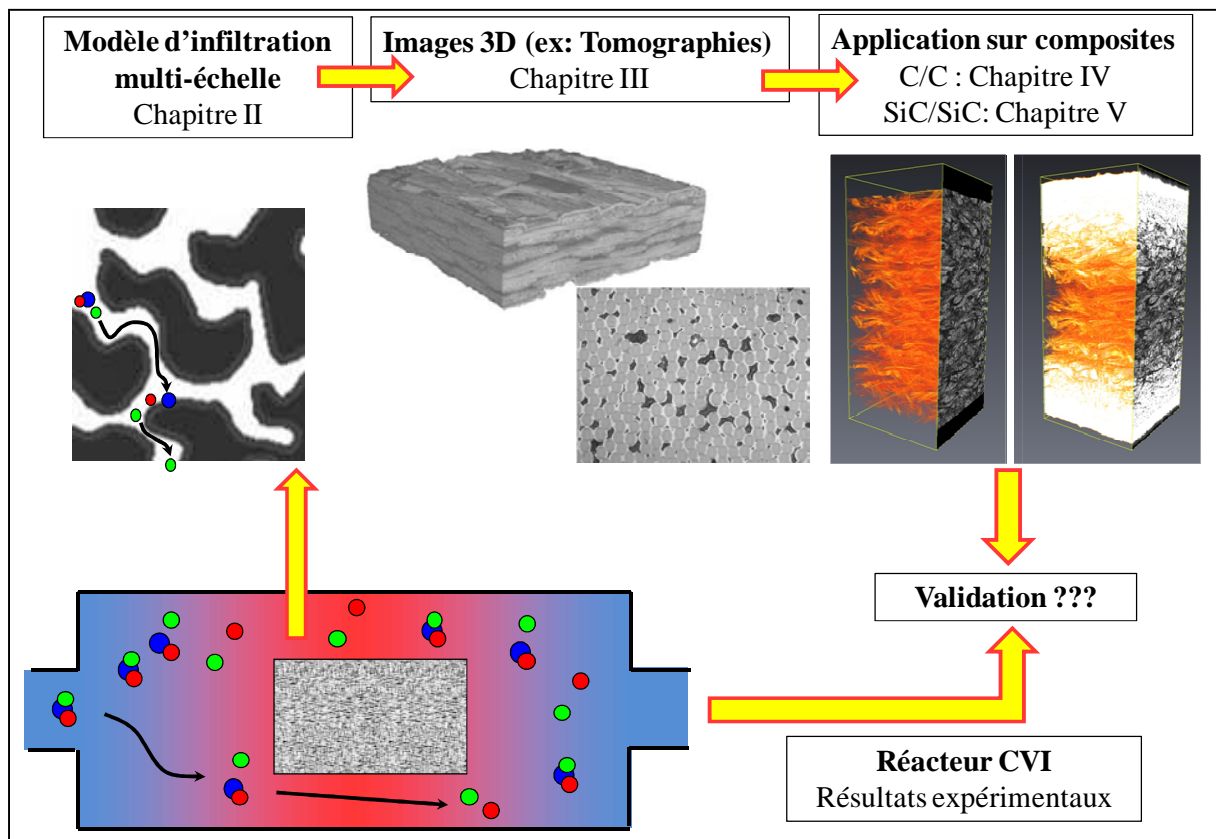 Modèle d'infiltration
multi-échelle
Chapitre II
Images 3D (ex: Tomographies)
Chapitre III
Application sur composites
C/C : Chapitre IV
SiC/SiC: Chapitre V
Validation ???
Réacteur CVI
Résultats expérimentaux